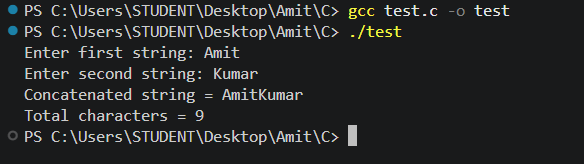 PS C:\Users\STUDENT\Desktop\Amit\C> gcc test.c -o test
PS C:\Users\STUDENT\Desktop\Amit\C> ./test
Enter first string: Amit
Enter second string: Kumar
Concatenated string = AmitKumar
Total characters = 9
PS C:\Users\STUDENT\Desktop\Amit\C>